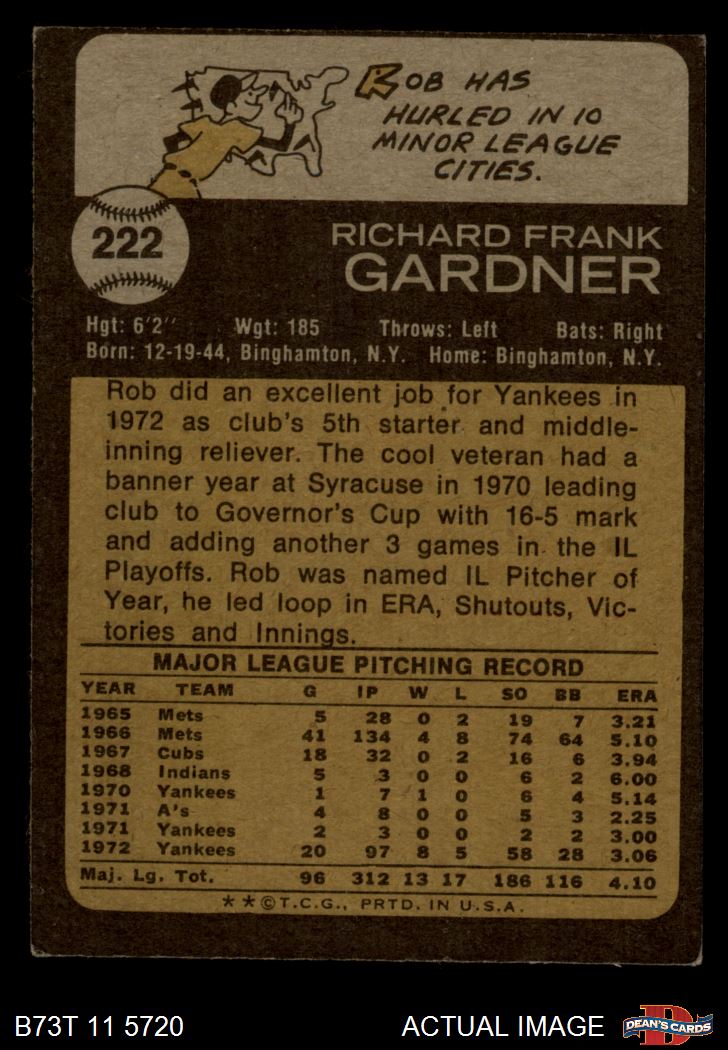 ROB HAS
HURLED IN 10
MINOR LEAGUE
CITIES.
222
RICHARD FRANK
GARDNER
Hgt: 6'2" Wgt: 185 Throws: Left Bats: Right
Born: 12-19-44, Binghamton, N.Y. Home: Binghamton, N.Y.
Rob did an excellent job for Yankees in
1972 as club's 5th starter and middle-
inning reliever. The cool veteran had a
banner year at Syracuse in 1970 leading
club to Governor's Cup with 16-5 mark
and adding another 3 games in the IL
Playoffs. Rob was named IL Pitcher of
Year, he led loop in ERA, Shutouts, Vic-
tories and Innings.
MAJOR LEAGUE PITCHING RECORD
YEAR TEAM G IP W L SO BB ERA
1965 Mets 5 28 0 2 19 7 3.21
1966 Mets 41 134 4 8 74 64 5.10
1967 Cubs 18 32 0 2 16 6 3.94
1968 Indians 5 3 0 0 6 2 6.00
1970 Yankees 1 7 1 0 6 4 5.14
1971 A's 4 8 0 0 5 3 2.25
1971 Yankees 2 3 0 0 2 2 3.00
1972 Yankees 20 97 8 5 58 28 3.06
Maj. Lg. Tot. 96 312 13 17 186 116 4.10
**©T.C.G., PRTD. IN U.S.A.
B73T 11 5720 ACTUAL IMAGE DEAN'S CARDS